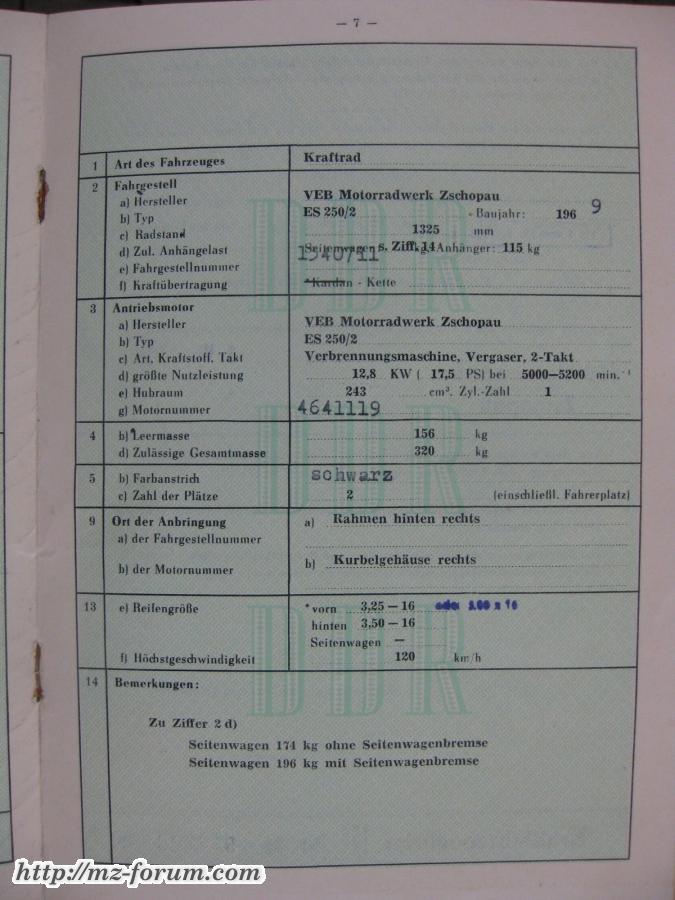 — 7 —
1 Art des Fahrzeuges Kraftrad
2 Fahrgestell
a) Hersteller VEB Motorradwerk Zschopau
b) Typ ES 250/2 Baujahr: 196 9
c) Radstand 1325 mm
d) Zul. Anhängelast Seitenwagen s. Ziff. 14 kg Anhänger: 115 kg
e) Fahrgestellnummer
f) Kraftübertragung *Kardan - Kette
3 Antriebsmotor
a) Hersteller VEB Motorradwerk Zschopau
b) Typ ES 250/2
c) Art, Kraftstoff, Takt Verbrennungsmaschine, Vergaser, 2-Takt
d) größte Nutzleistung 12,8 KW ( 17,5 PS) bei 5000—5200 min.
e) Hubraum 243 cm³. Zyl.-Zahl 1
g) Motornummer 4641119
4 b) Leermasse 156 kg
d) Zulässige Gesamtmasse 320 kg
5 b) Farbanstrich schwarz
c) Zahl der Plätze 2 (einschließl. Fahrerplatz)
9 Ort der Anbringung
a) der Fahrgestellnummer a) Rahmen hinten rechts
b) der Motornummer b) Kurbelgehäuse rechts
13 e) Reifengröße *vorn 3,25 — 16 oder
hinten 3,50 — 16
Seitenwagen —
f) Höchstgeschwindigkeit 120 km/h
14 Bemerkungen:
Zu Ziffer 2 d)
Seitenwagen 174 kg ohne Seitenwagenbremse
Seitenwagen 196 kg mit Seitenwagenbremse
DDR
DDR
DDR
http://mz-forum.com